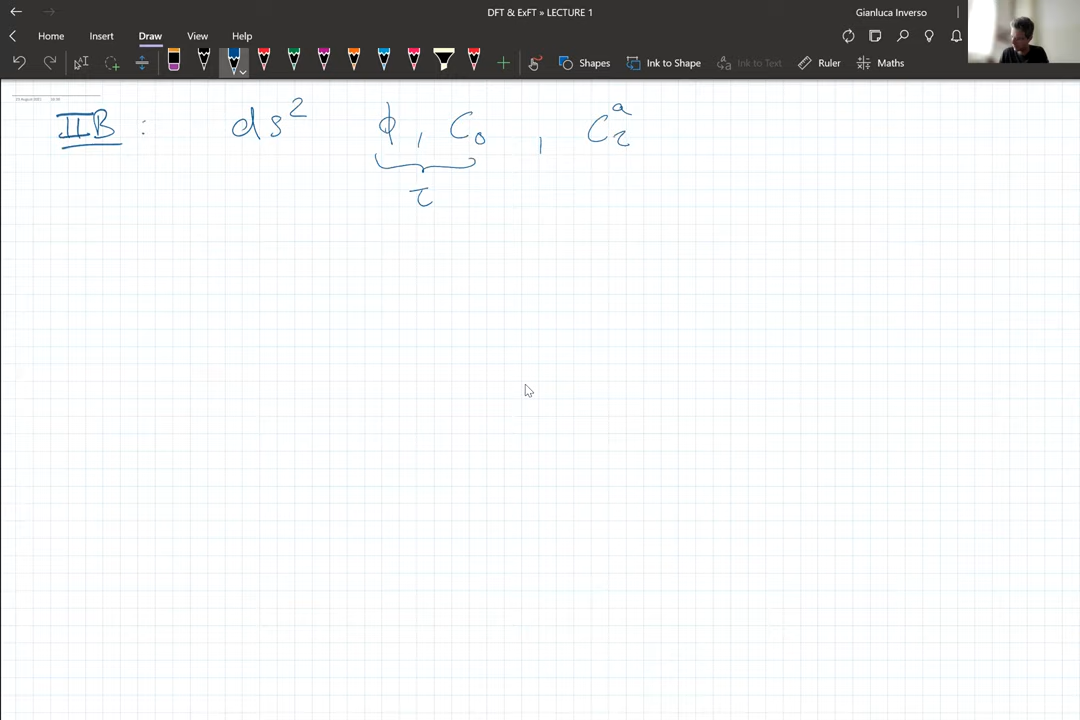 DFT & ExFT » LECTURE 1
Gianluca Inverso
Home Insert Draw View Help
Shapes Ink to Shape Ink to Text Ruler Maths
IIB : ds² ϕ , C₀ , C₂ᵃ
τ